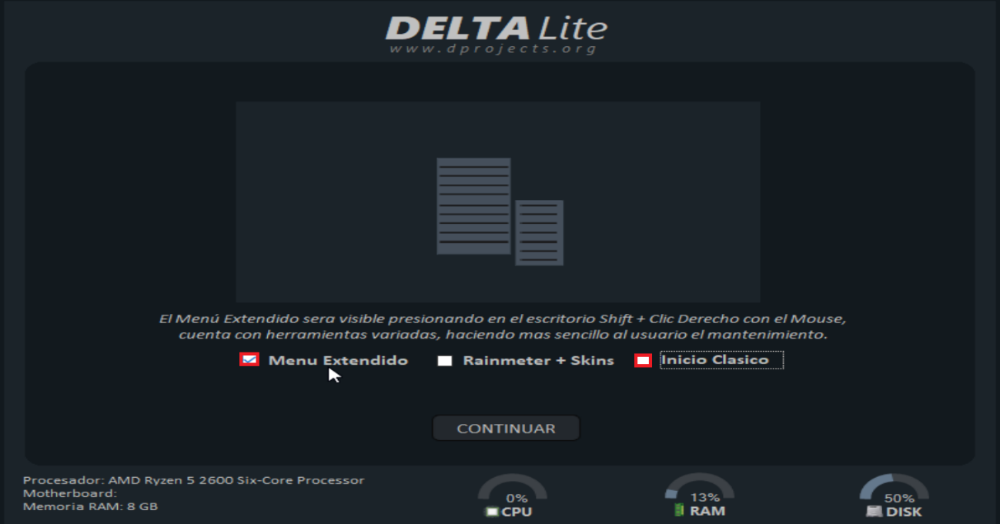 DELTA Lite
www.dprojects.org
El Menú Extendido sera visible presionando en el escritorio Shift + Clic Derecho con el Mouse,
cuenta con herramientas variadas, haciendo mas sencillo al usuario el mantenimiento.
Menu Extendido Rainmeter + Skins Inicio Clasico
CONTINUAR
Procesador: AMD Ryzen 5 2600 Six-Core Processor
Motherboard:
Memoria RAM: 8 GB
0%
CPU
13%
RAM
50%
DISK